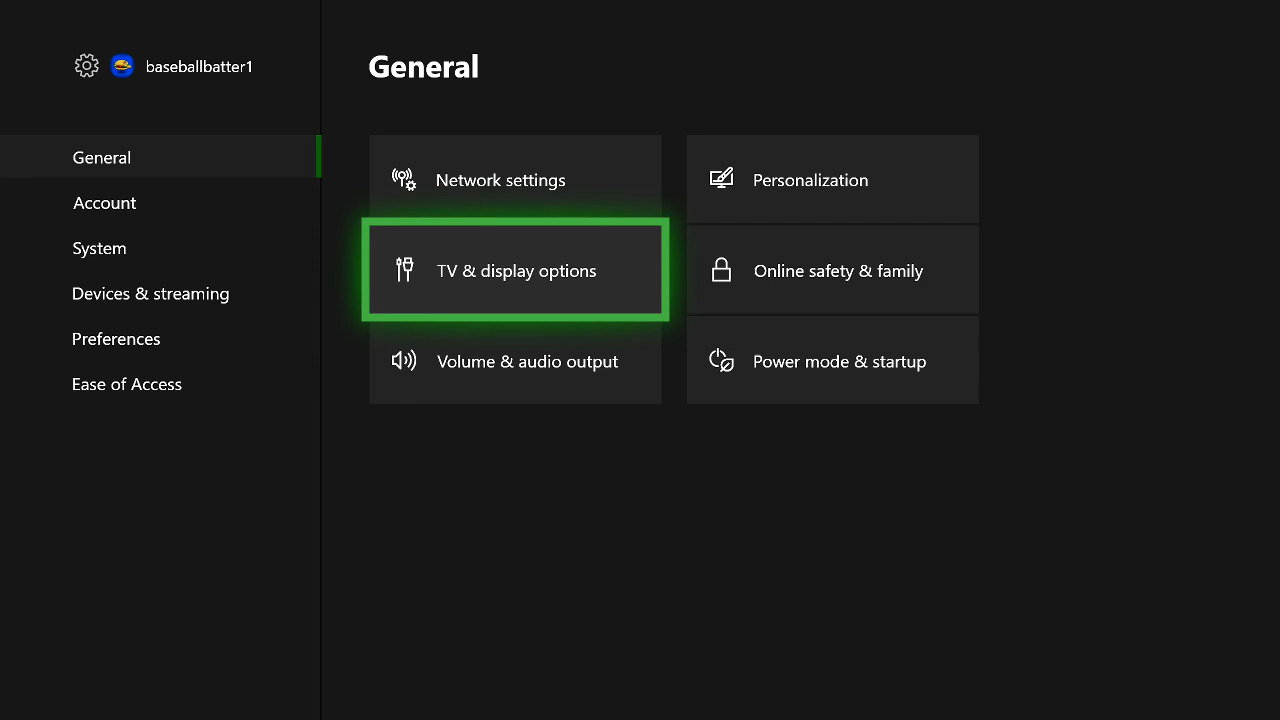 baseballbatter1
General
Account
System
Devices & streaming
Preferences
Ease of Access
General
Network settings
Personalization
TV & display options
Online safety & family
Volume & audio output
Power mode & startup